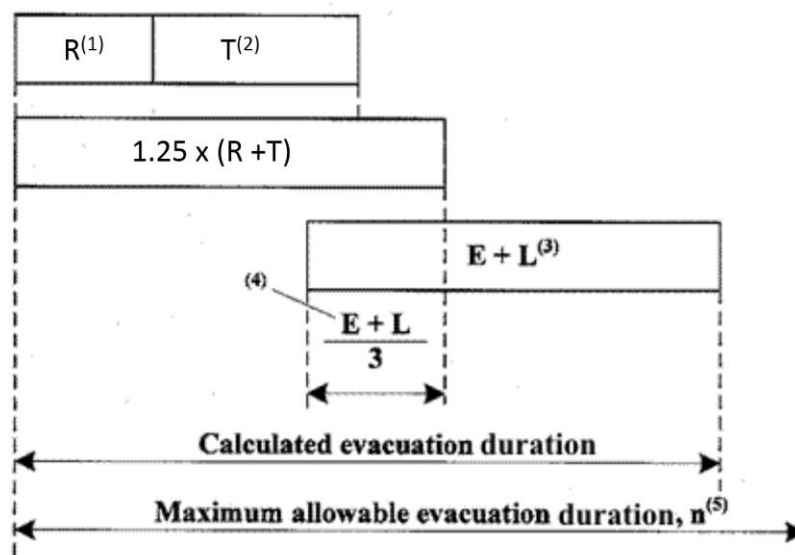 R(1) T(2)
1.25 x (R +T)
E + L(3)
(4)
E + L
3
Calculated evacuation duration
Maximum allowable evacuation duration, n(5)